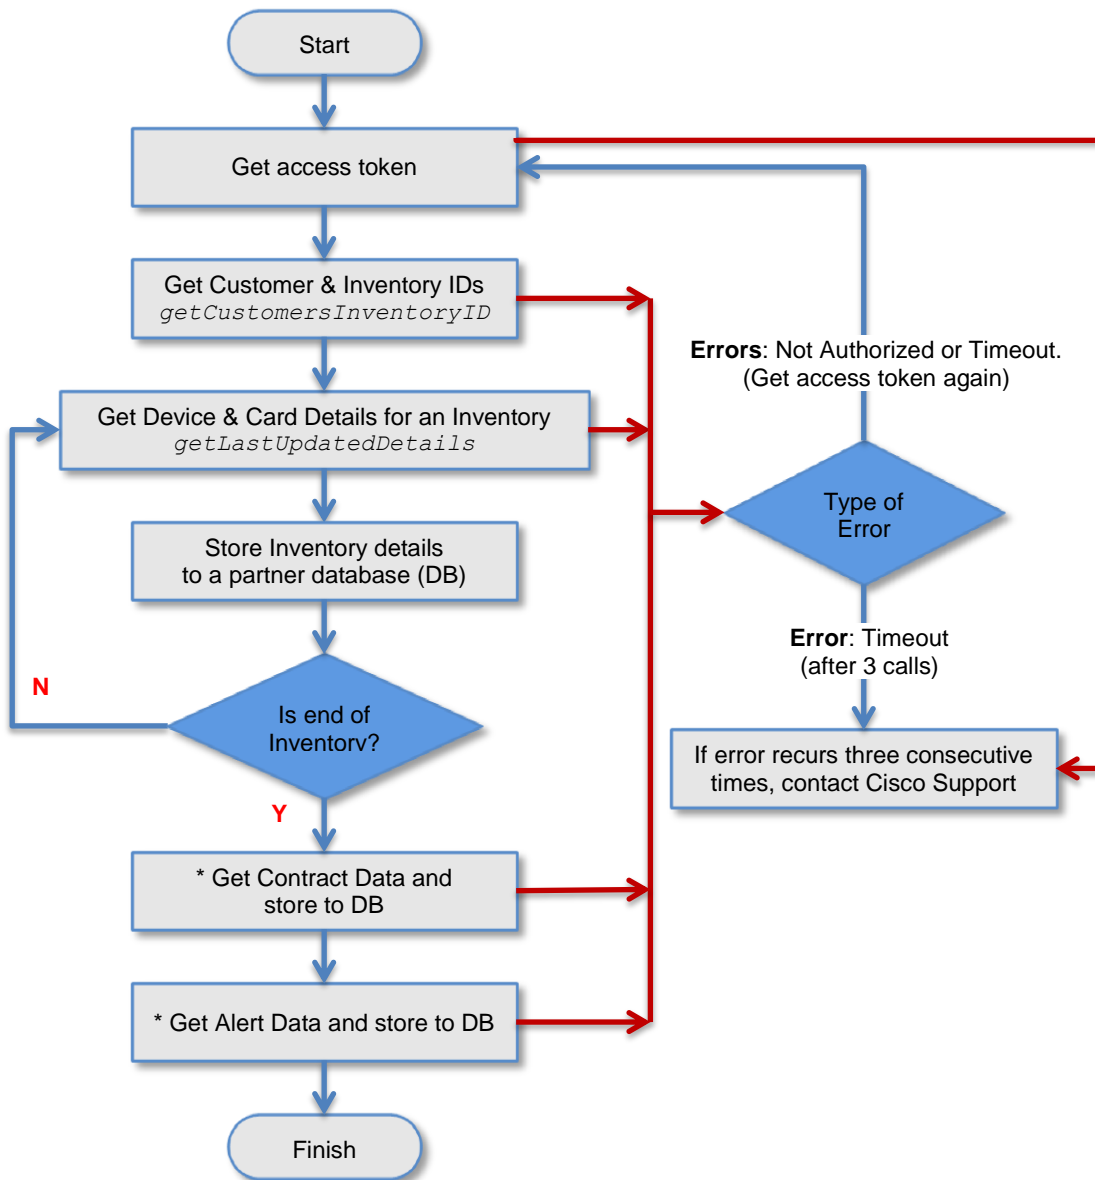 Start
Get access token
Get Customer & Inventory IDs
getCustomersInventoryID
Errors: Not Authorized or Timeout.
(Get access token again)
Get Device & Card Details for an Inventory
getLastUpdatedDetails
Type of
Error
Store Inventory details
to a partner database (DB)
Error: Timeout
(after 3 calls)
N
Is end of
Inventory?
If error recurs three consecutive
times, contact Cisco Support
Y
* Get Contract Data and
store to DB
* Get Alert Data and store to DB
Finish